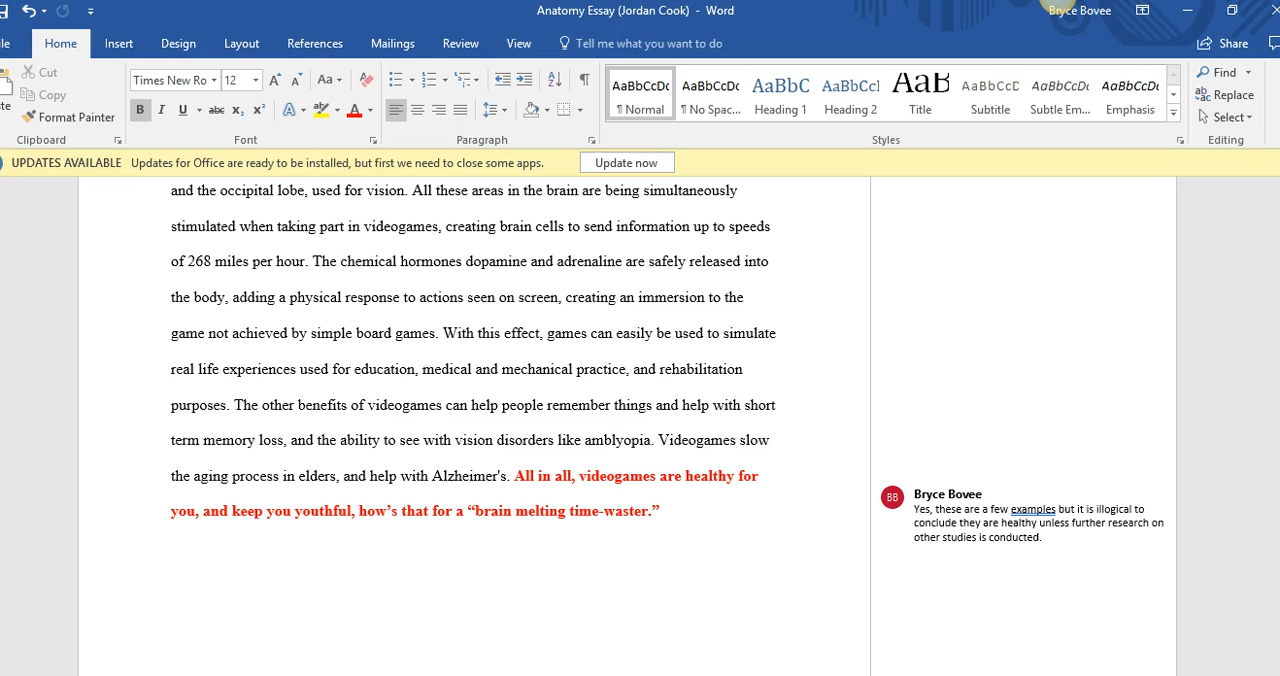 Anatomy Essay (Jordan Cook) - Word
Bryce Bovee
Home Insert Design Layout References Mailings Review View Tell me what you want to do
Share
Cut
Copy
Format Painter
Clipboard
Times New Ro 12
Aa
B I U abc X₂ X² A A
Font
Paragraph
AaBbCcDc AaBbCcDc AaBbC AaBbCcI AaB AaBbCcD AaBbCcDc AaBbCcDc
¶ Normal ¶ No Spac... Heading 1 Heading 2 Title Subtitle Subtle Em... Emphasis
Styles
Find
Replace
Select
Editing
UPDATES AVAILABLE Updates for Office are ready to be installed, but first we need to close some apps. Update now
and the occipital lobe, used for vision. All these areas in the brain are being simultaneously
stimulated when taking part in videogames, creating brain cells to send information up to speeds
of 268 miles per hour. The chemical hormones dopamine and adrenaline are safely released into
the body, adding a physical response to actions seen on screen, creating an immersion to the
game not achieved by simple board games. With this effect, games can easily be used to simulate
real life experiences used for education, medical and mechanical practice, and rehabilitation
purposes. The other benefits of videogames can help people remember things and help with short
term memory loss, and the ability to see with vision disorders like amblyopia. Videogames slow
the aging process in elders, and help with Alzheimer's. All in all, videogames are healthy for
you, and keep you youthful, how’s that for a “brain melting time-waster.”
BB
Bryce Bovee
Yes, these are a few examples but it is illogical to
conclude they are healthy unless further research on
other studies is conducted.